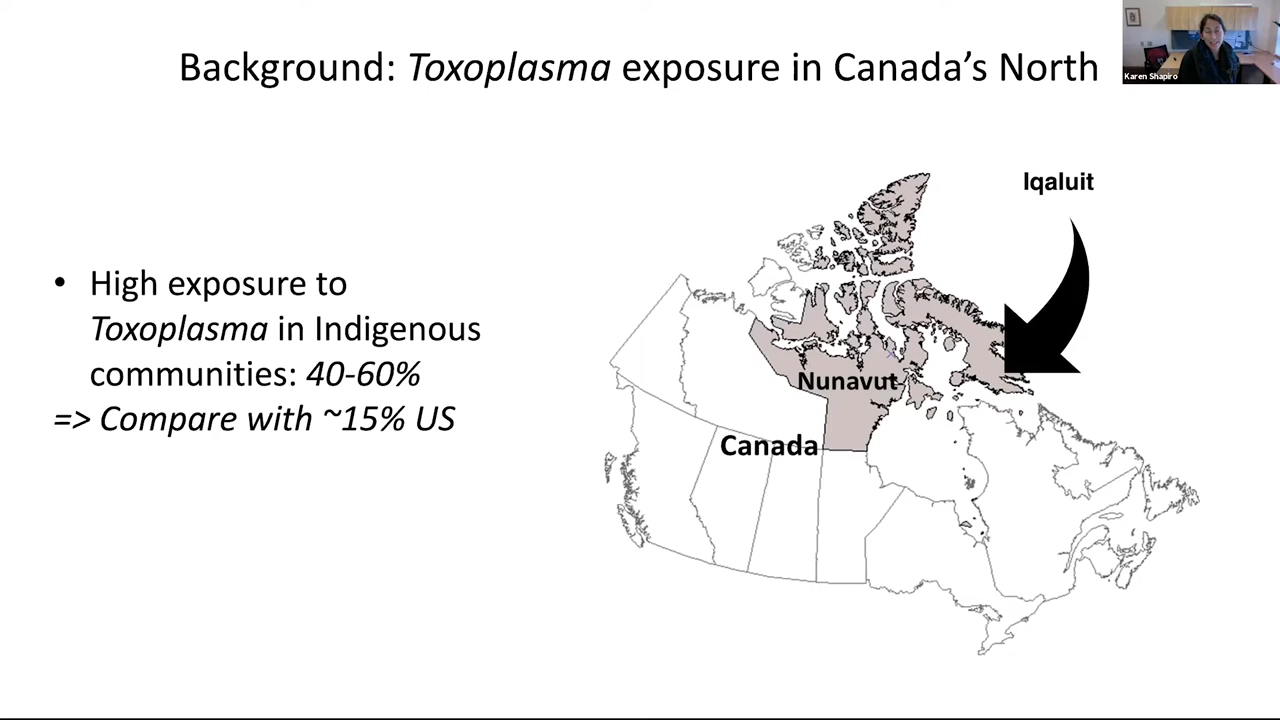 Background: Toxoplasma exposure in Canada's North
Karen Shapiro
Iqaluit
• High exposure to
Toxoplasma in Indigenous
communities: 40-60%
=> Compare with ~15% US
Nunavut
Canada